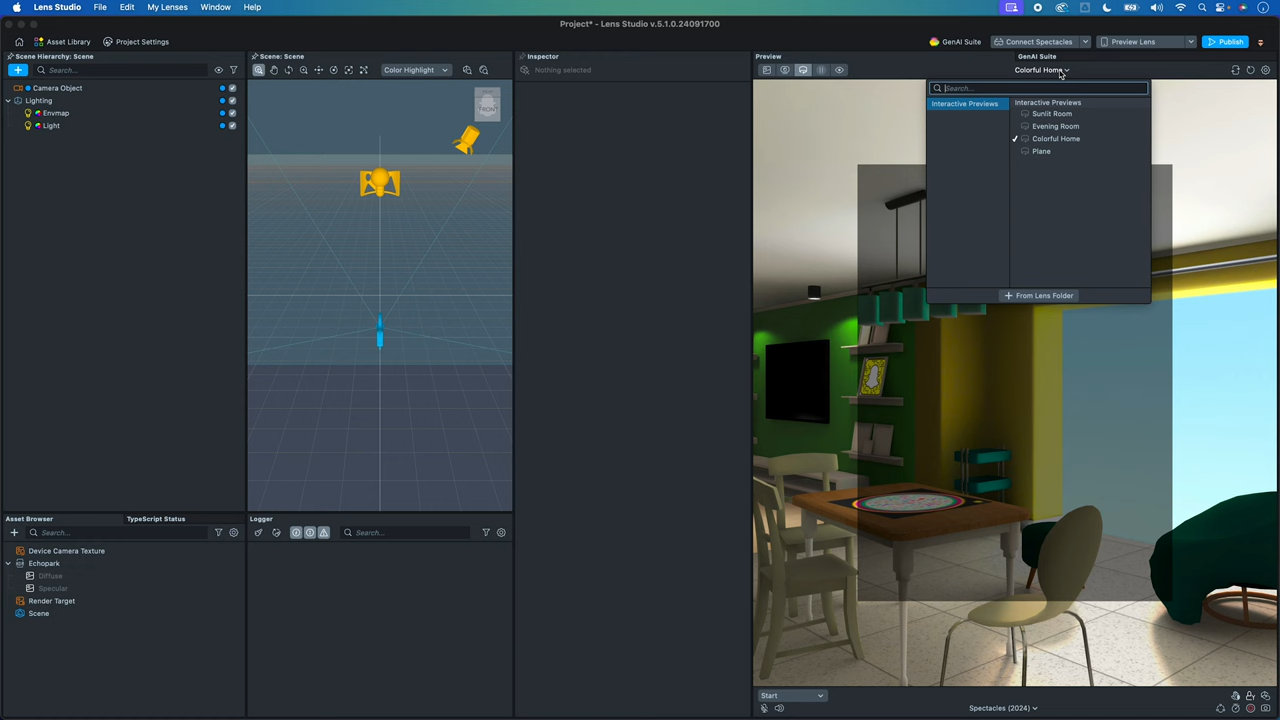 Lens Studio File Edit My Lenses Window Help
Project* - Lens Studio v.5.1.0.24091700
Asset Library Project Settings
GenAI Suite Connect Spectacles Preview Lens Publish
Scene Hierarchy: Scene
Search...
Camera Object
Lighting
Envmap
Light
Scene: Scene
Color Highlight
FRONT
Inspector
Nothing selected
Preview
GenAI Suite
Colorful Home
Search...
Interactive Previews
Interactive Previews
Sunlit Room
Evening Room
Colorful Home
Plane
From Lens Folder
Asset Browser TypeScript Status
Search...
Device Camera Texture
Echopark
Diffuse
Specular
Render Target
Scene
Logger
Search...
Start
Spectacles (2024)